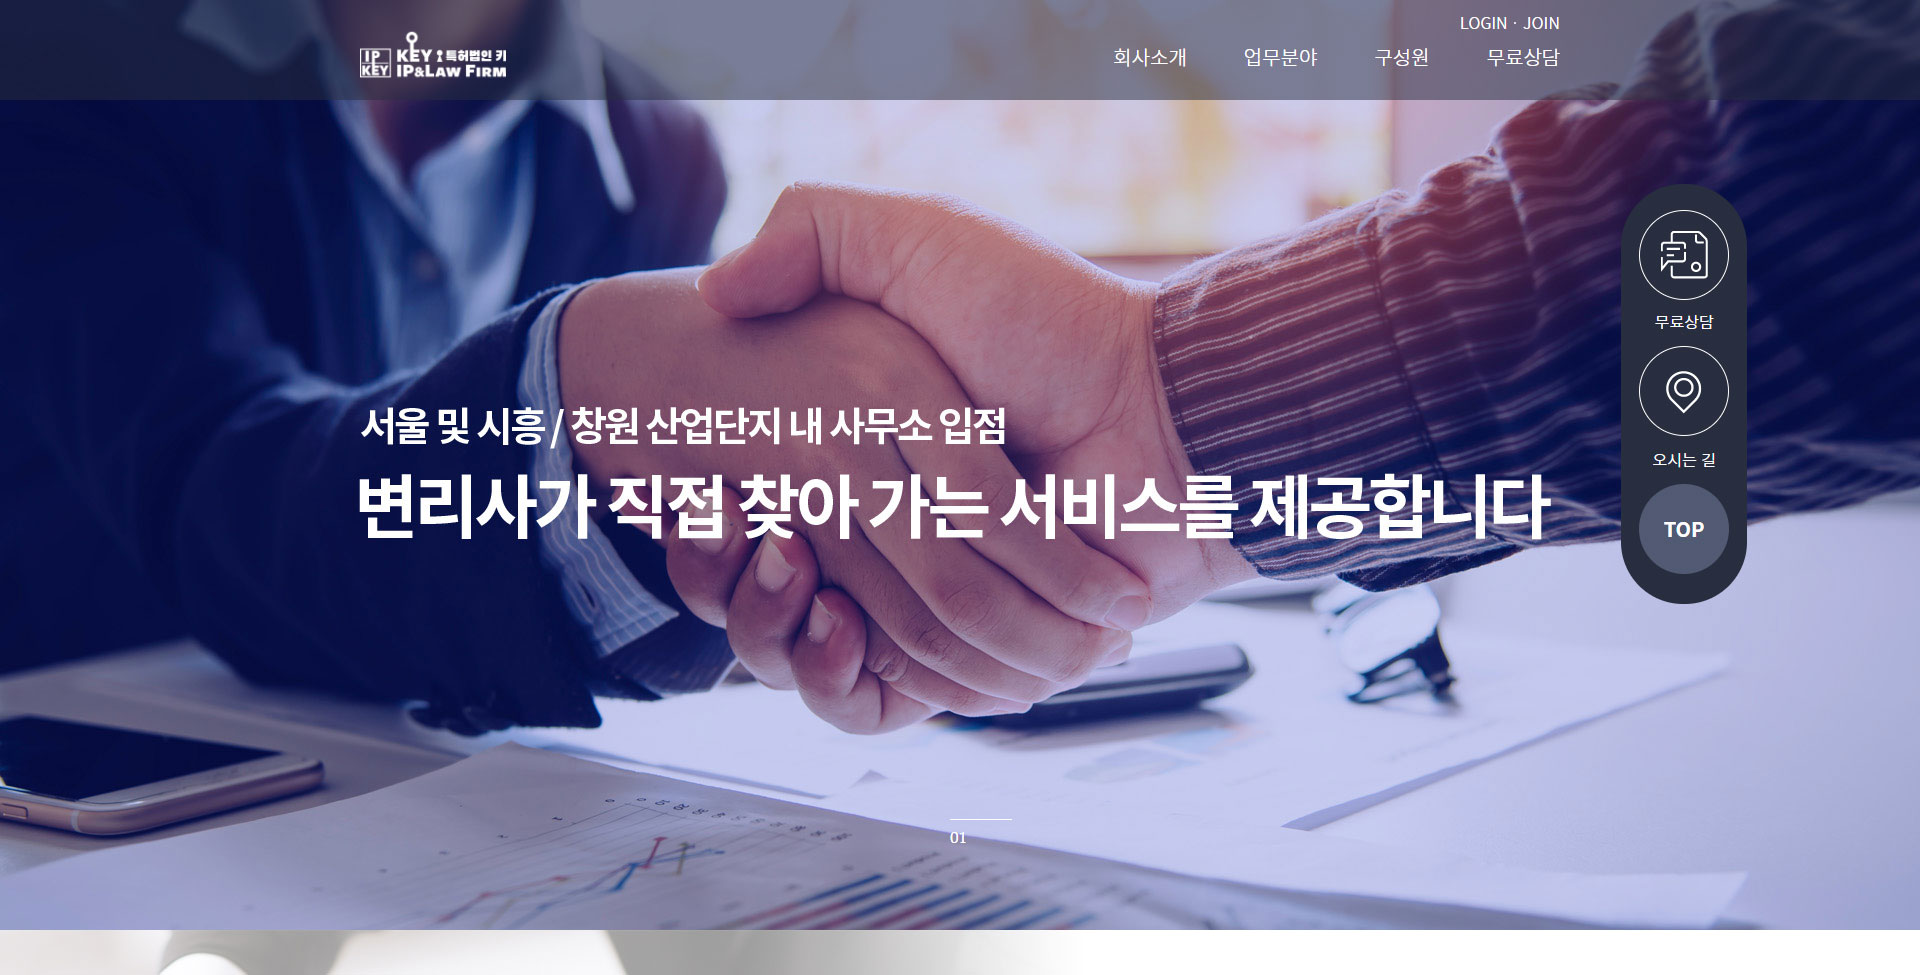 LOGIN · JOIN
IP KEY
KEY 특허법인 키
IP&LAW FIRM
회사소개 업무분야 구성원 무료상담
무료상담
오시는 길
TOP
서울 및 시흥 / 창원 산업단지 내 사무소 입점
변리사가 직접 찾아 가는 서비스를 제공합니다
01